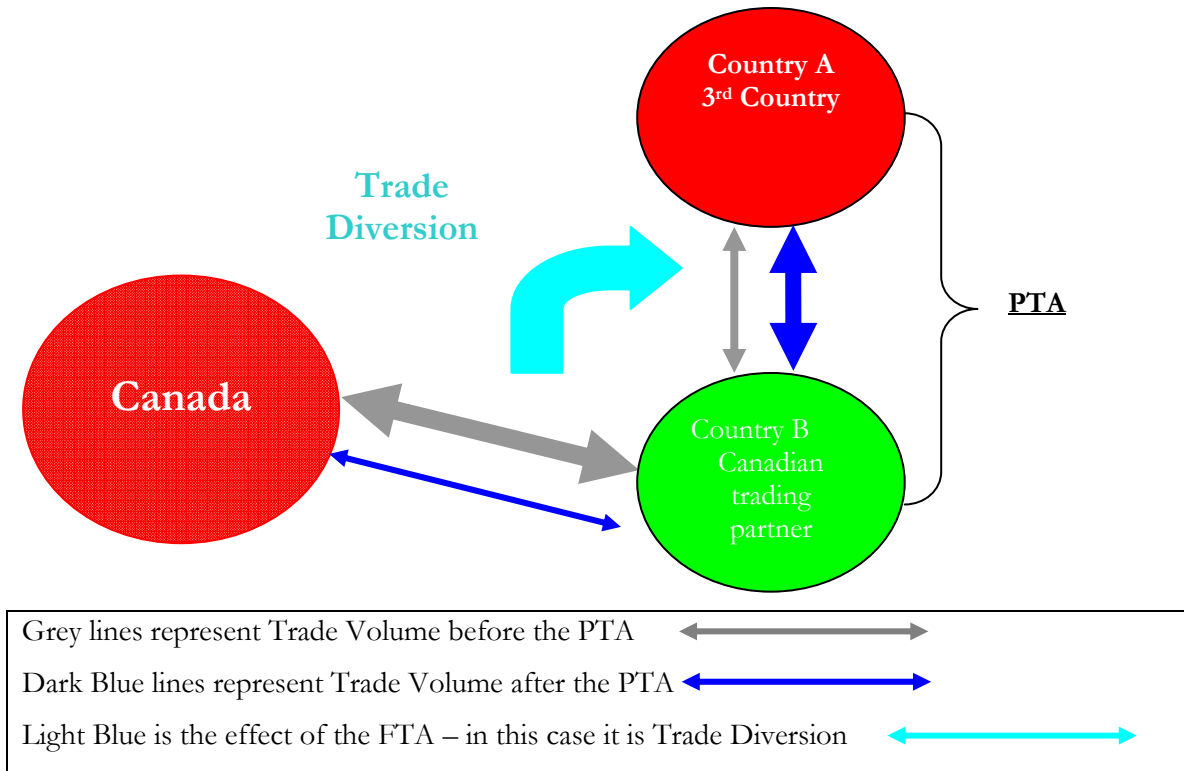 Country A
3rd Country
Trade
Diversion
PTA
Canada
Country B
Canadian
trading
partner
Grey lines represent Trade Volume before the PTA
Dark Blue lines represent Trade Volume after the PTA
Light Blue is the effect of the FTA – in this case it is Trade Diversion